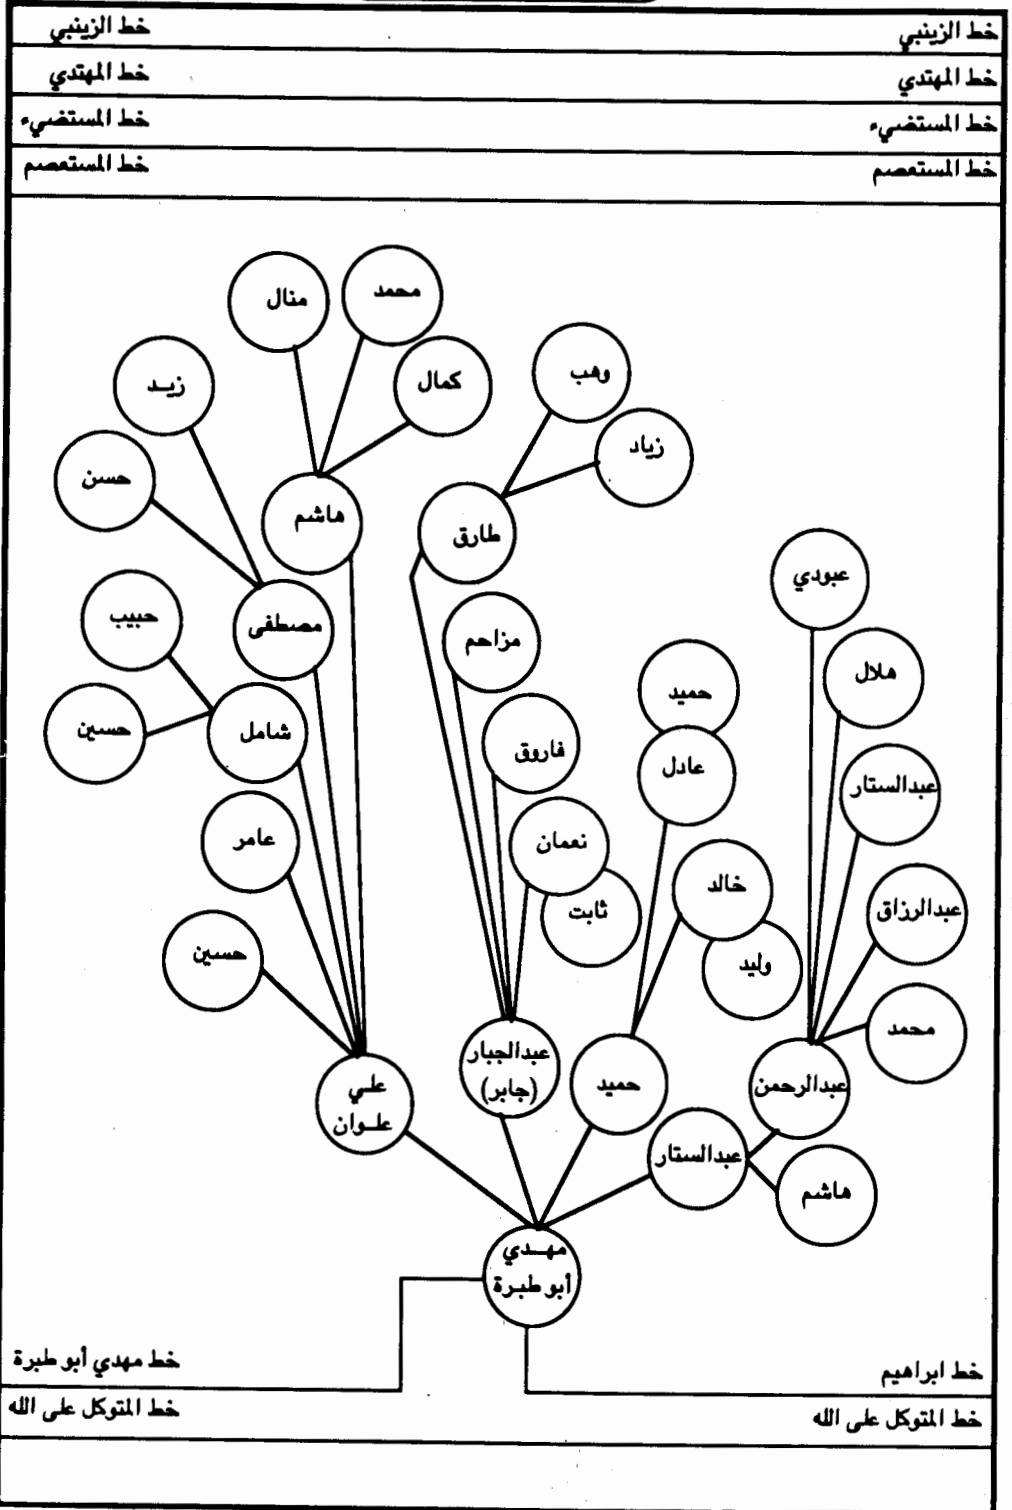 خط الزينبي
خط الزينبي
خط المهتدي
خط المهتدي
خط المستضيء
خط المستضيء
خط المستعصم
خط المستعصم
محمد
منال
كمال
وهب
زيد
زياد
حسن
هاشم
طارق
عبودي
حبيب
مصطفى
مزاحم
هلال
حميد
حسين
شامل
فاروق
عادل
عبدالستار
عامر
نعمان
خالد
ثابت
عبدالرزاق
حسين
وليد
محمد
علي
علوان
عبدالجبار
(جابر)
حميد
عبدالرحمن
عبدالستار
هاشم
مهدي
أبو طبرة
خط ابراهيم
خط مهدي أبو طبرة
خط المتوكل على الله
خط المتوكل على الله